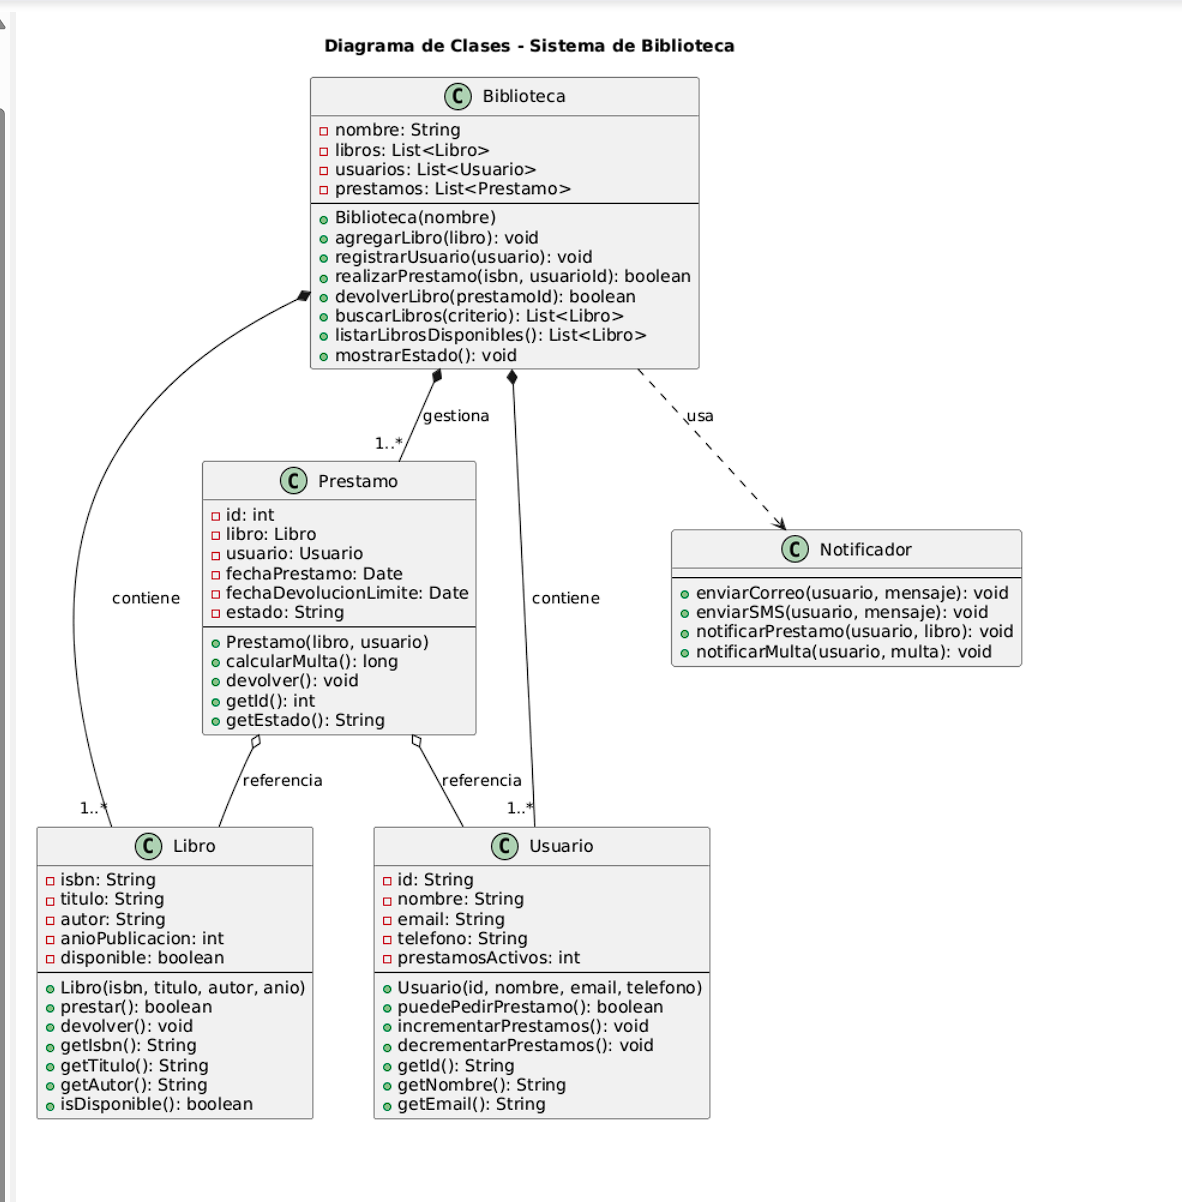 Diagrama de Clases - Sistema de Biblioteca
C Biblioteca
nombre: String
libros: List<Libro>
usuarios: List<Usuario>
prestamos: List<Prestamo>
Biblioteca(nombre)
agregarLibro(libro): void
registrarUsuario(usuario): void
realizarPrestamo(isbn, usuarioId): boolean
devolverLibro(prestamoId): boolean
buscarLibros(criterio): List<Libro>
listarLibrosDisponibles(): List<Libro>
mostrarEstado(): void
gestiona
usa
1..*
C Prestamo
id: int
libro: Libro
usuario: Usuario
fechaPrestamo: Date
fechaDevolucionLimite: Date
estado: String
Prestamo(libro, usuario)
calcularMulta(): long
devolver(): void
getId(): int
getEstado(): String
C Notificador
enviarCorreo(usuario, mensaje): void
enviarSMS(usuario, mensaje): void
notificarPrestamo(usuario, libro): void
notificarMulta(usuario, multa): void
contiene
contiene
referencia
referencia
1..*
1..*
C Libro
isbn: String
titulo: String
autor: String
anioPublicacion: int
disponible: boolean
Libro(isbn, titulo, autor, anio)
prestar(): boolean
devolver(): void
getIsbn(): String
getTitulo(): String
getAutor(): String
isDisponible(): boolean
C Usuario
id: String
nombre: String
email: String
telefono: String
prestamosActivos: int
Usuario(id, nombre, email, telefono)
puedePedirPrestamo(): boolean
incrementarPrestamos(): void
decrementarPrestamos(): void
getId(): String
getNombre(): String
getEmail(): String